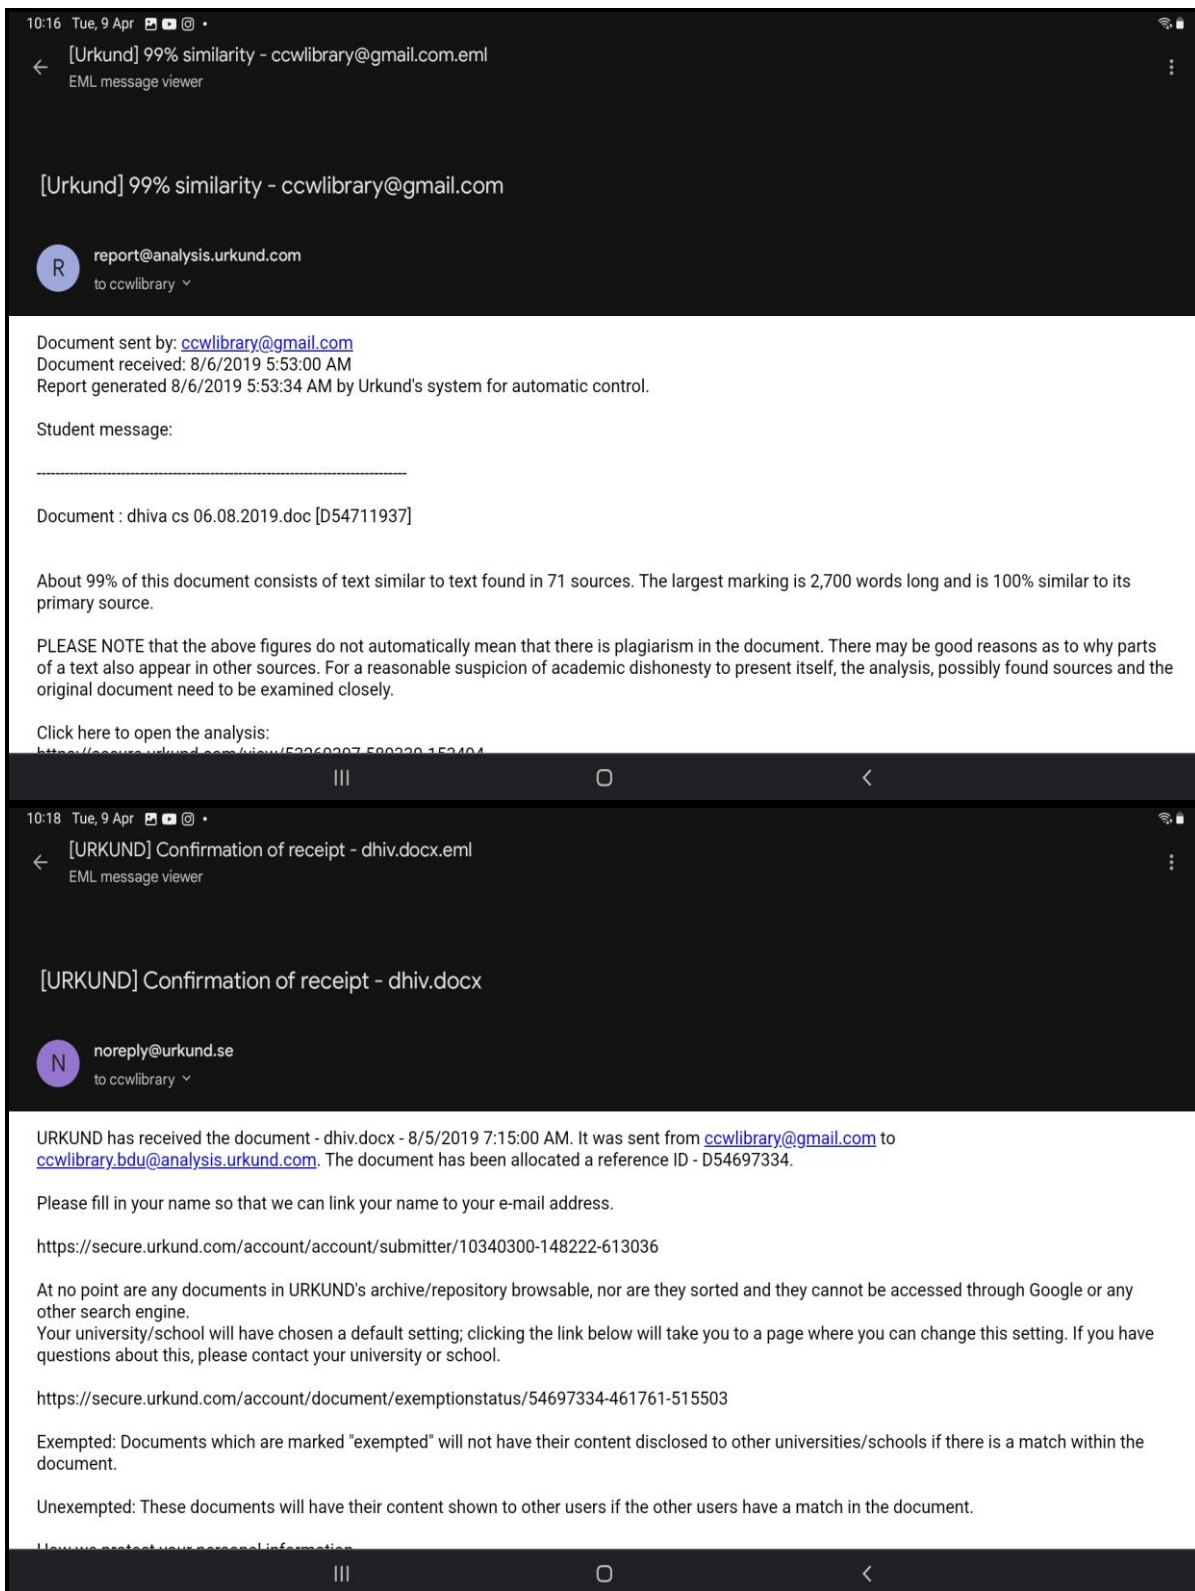 10:16 Tue, 9 Apr
[Urkund] 99% similarity - ccwlibrary@gmail.com.eml
EML message viewer
[Urkund] 99% similarity - ccwlibrary@gmail.com
R
report@analysis.urkund.com
to ccwlibrary
Document sent by: ccwlibrary@gmail.com
Document received: 8/6/2019 5:53:00 AM
Report generated 8/6/2019 5:53:34 AM by Urkund's system for automatic control.
Student message:
--------------------------------------------------------------------------------
Document : dhiva cs 06.08.2019.doc [D54711937]
About 99% of this document consists of text similar to text found in 71 sources. The largest marking is 2,700 words long and is 100% similar to its
primary source.
PLEASE NOTE that the above figures do not automatically mean that there is plagiarism in the document. There may be good reasons as to why parts
of a text also appear in other sources. For a reasonable suspicion of academic dishonesty to present itself, the analysis, possibly found sources and the
original document need to be examined closely.
Click here to open the analysis:
10:18 Tue, 9 Apr
[URKUND] Confirmation of receipt - dhiv.docx.eml
EML message viewer
[URKUND] Confirmation of receipt - dhiv.docx
N
noreply@urkund.se
to ccwlibrary
URKUND has received the document - dhiv.docx - 8/5/2019 7:15:00 AM. It was sent from ccwlibrary@gmail.com to
ccwlibrary.bdu@analysis.urkund.com. The document has been allocated a reference ID - D54697334.
Please fill in your name so that we can link your name to your e-mail address.
https://secure.urkund.com/account/account/submitter/10340300-148222-613036
At no point are any documents in URKUND's archive/repository browsable, nor are they sorted and they cannot be accessed through Google or any
other search engine.
Your university/school will have chosen a default setting; clicking the link below will take you to a page where you can change this setting. If you have
questions about this, please contact your university or school.
https://secure.urkund.com/account/document/exemptionstatus/54697334-461761-515503
Exempted: Documents which are marked "exempted" will not have their content disclosed to other universities/schools if there is a match within the
document.
Unexempted: These documents will have their content shown to other users if the other users have a match in the document.
How we protect your personal information